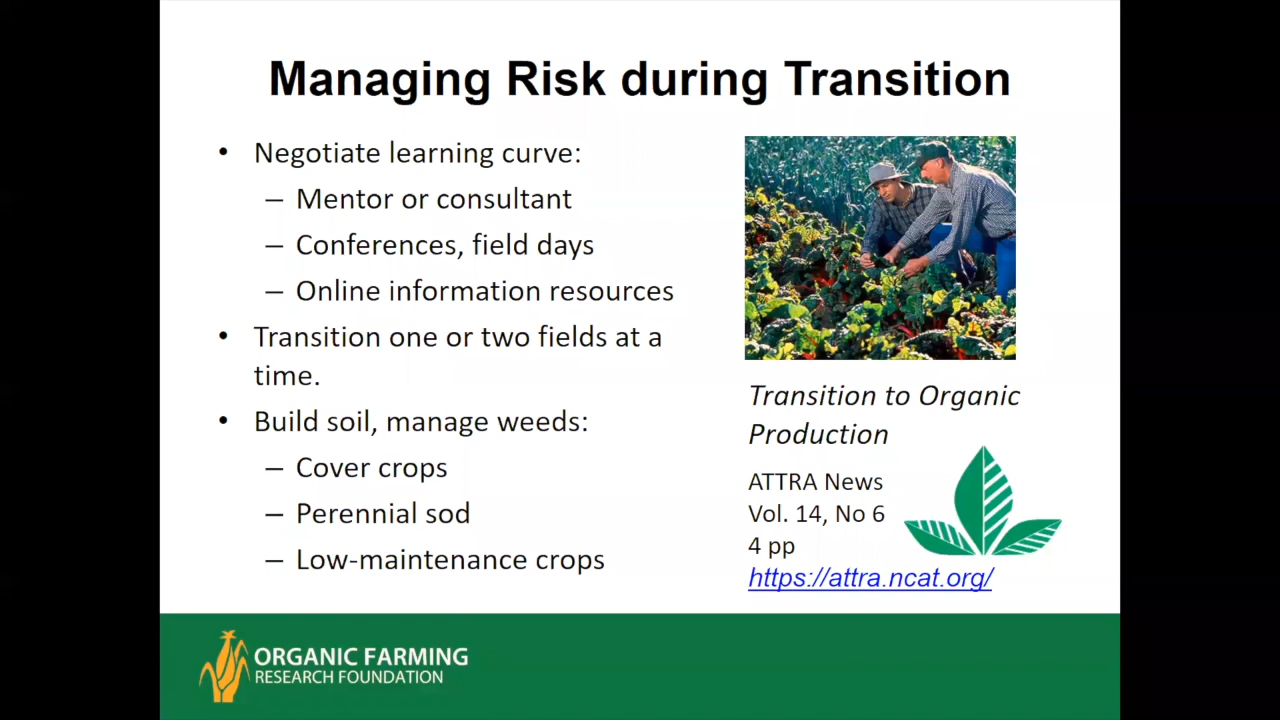 Managing Risk during Transition
• Negotiate learning curve:
– Mentor or consultant
– Conferences, field days
– Online information resources
• Transition one or two fields at a
time.
• Build soil, manage weeds:
– Cover crops
– Perennial sod
– Low-maintenance crops
Transition to Organic
Production
ATTRA News
Vol. 14, No 6
4 pp
https://attra.ncat.org/
ORGANIC FARMING
RESEARCH FOUNDATION